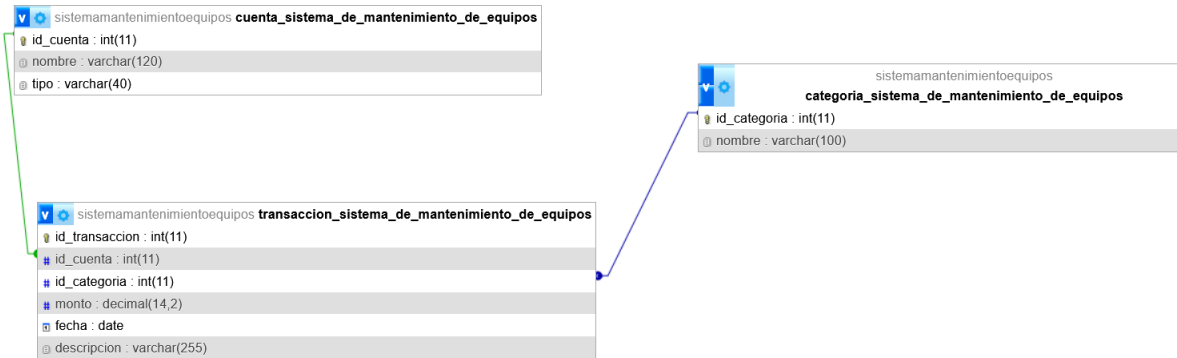 sistemamantenimientoequipos cuenta_sistema_de_mantenimiento_de_equipos
id_cuenta : int(11)
nombre : varchar(120)
tipo : varchar(40)
sistemamantenimientoequipos
categoria_sistema_de_mantenimiento_de_equipos
id_categoria : int(11)
nombre : varchar(100)
sistemamantenimientoequipos transaccion_sistema_de_mantenimiento_de_equipos
id_transaccion : int(11)
# id_cuenta : int(11)
# id_categoria : int(11)
# monto : decimal(14,2)
fecha : date
descripcion : varchar(255)